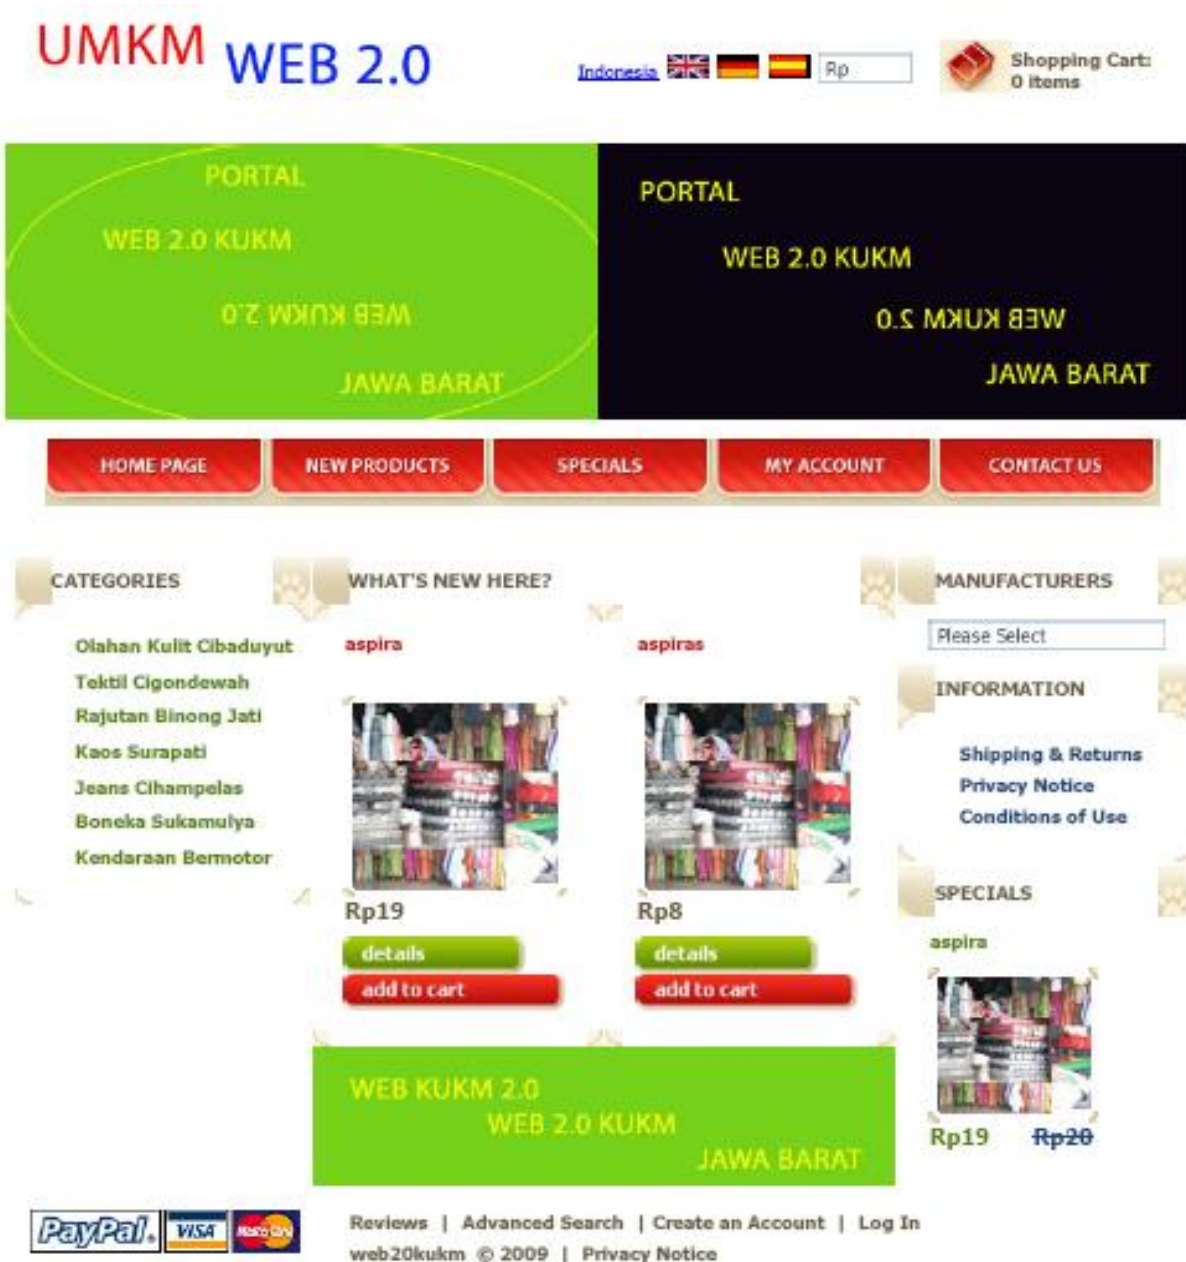 UMKM WEB 2.0
Indonesia Rp
Shopping Cart:
0 items
PORTAL
WEB 2.0 KUKM
WEB KUKM 2.0
JAWA BARAT
PORTAL
WEB 2.0 KUKM
WEB KUKM 2.0
JAWA BARAT
HOME PAGE NEW PRODUCTS SPECIALS MY ACCOUNT CONTACT US
CATEGORIES
Olahan Kulit Cibaduyut
Tektil Cigondewah
Rajutan Binong Jati
Kaos Surapati
Jeans Cihampelas
Boneka Sukamulya
Kendaraan Bermotor
WHAT'S NEW HERE?
aspira
Rp19
details
add to cart
aspiras
Rp8
details
add to cart
WEB KUKM 2.0
WEB 2.0 KUKM
JAWA BARAT
MANUFACTURERS
Please Select
INFORMATION
Shipping & Returns
Privacy Notice
Conditions of Use
SPECIALS
aspira
Rp19 Rp20
PayPal. VISA MasterCard
Reviews | Advanced Search | Create an Account | Log In
web20kukm © 2009 | Privacy Notice